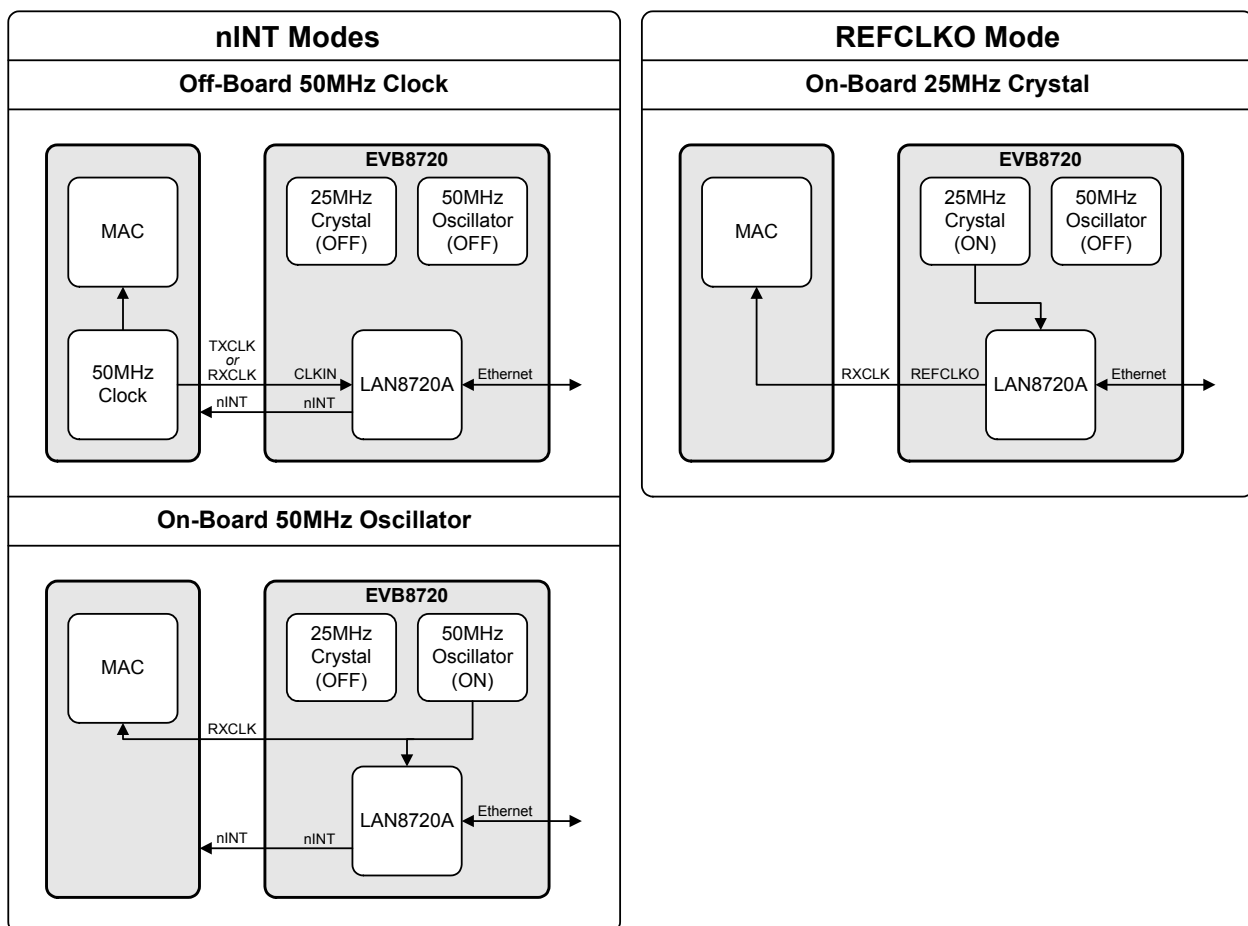 nINT Modes
Off-Board 50MHz Clock
EVB8720
MAC
25MHz
Crystal
(OFF)
50MHz
Oscillator
(OFF)
50MHz
Clock
TXCLK
or
RXCLK
CLKIN
nINT
nINT
LAN8720A
Ethernet
On-Board 50MHz Oscillator
EVB8720
MAC
25MHz
Crystal
(OFF)
50MHz
Oscillator
(ON)
RXCLK
LAN8720A
Ethernet
nINT
nINT
REFCLKO Mode
On-Board 25MHz Crystal
EVB8720
MAC
25MHz
Crystal
(ON)
50MHz
Oscillator
(OFF)
RXCLK
REFCLKO
LAN8720A
Ethernet